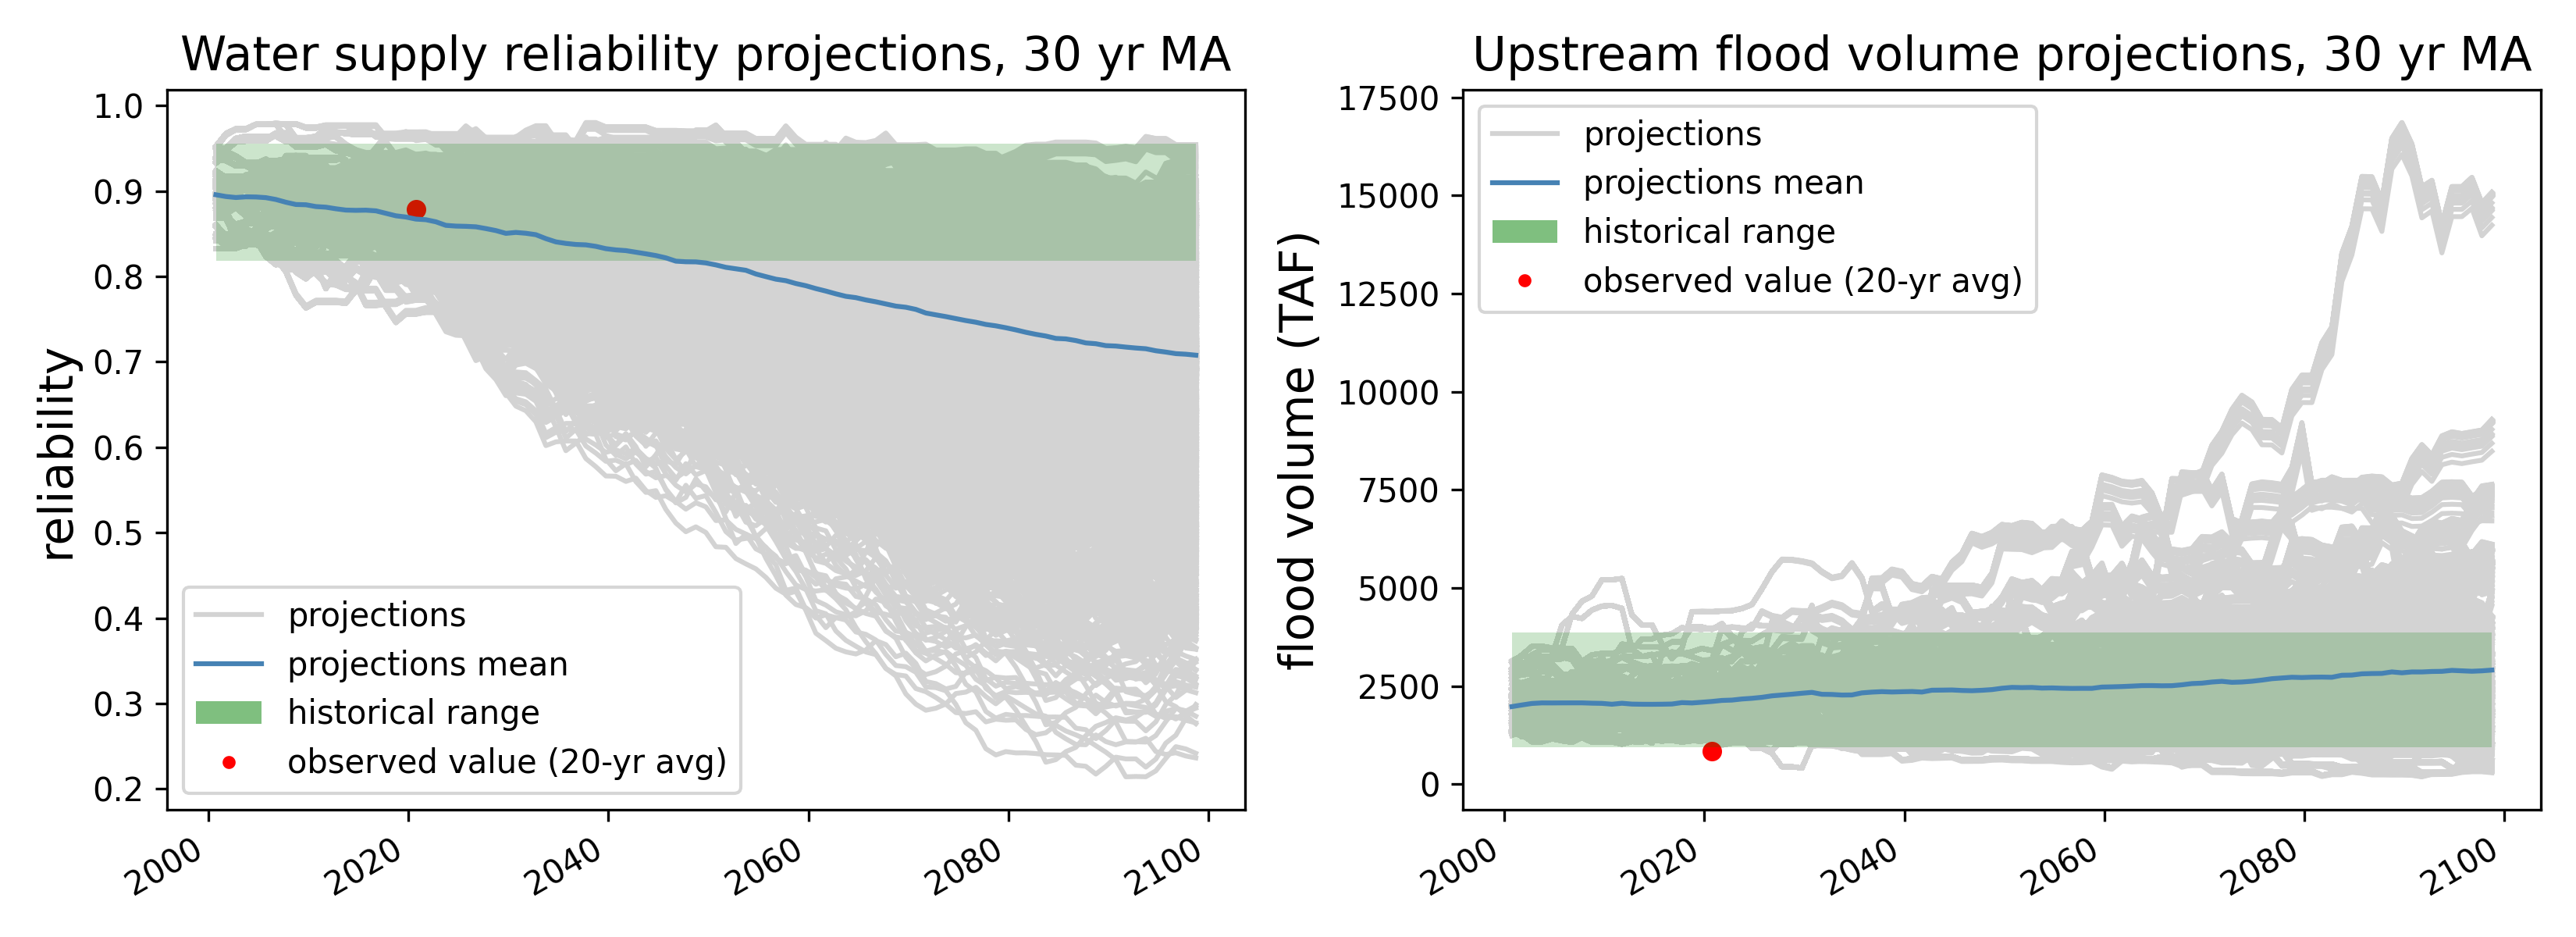 Water supply reliability projections, 30 yr MA
reliability
1.0
0.9
0.8
0.7
0.6
0.5
0.4
0.3
0.2
projections
projections mean
historical range
observed value (20-yr avg)
2000
2020
2040
2060
2080
2100
Upstream flood volume projections, 30 yr MA
flood volume (TAF)
17500
15000
12500
10000
7500
5000
2500
0
projections
projections mean
historical range
observed value (20-yr avg)
2000
2020
2040
2060
2080
2100